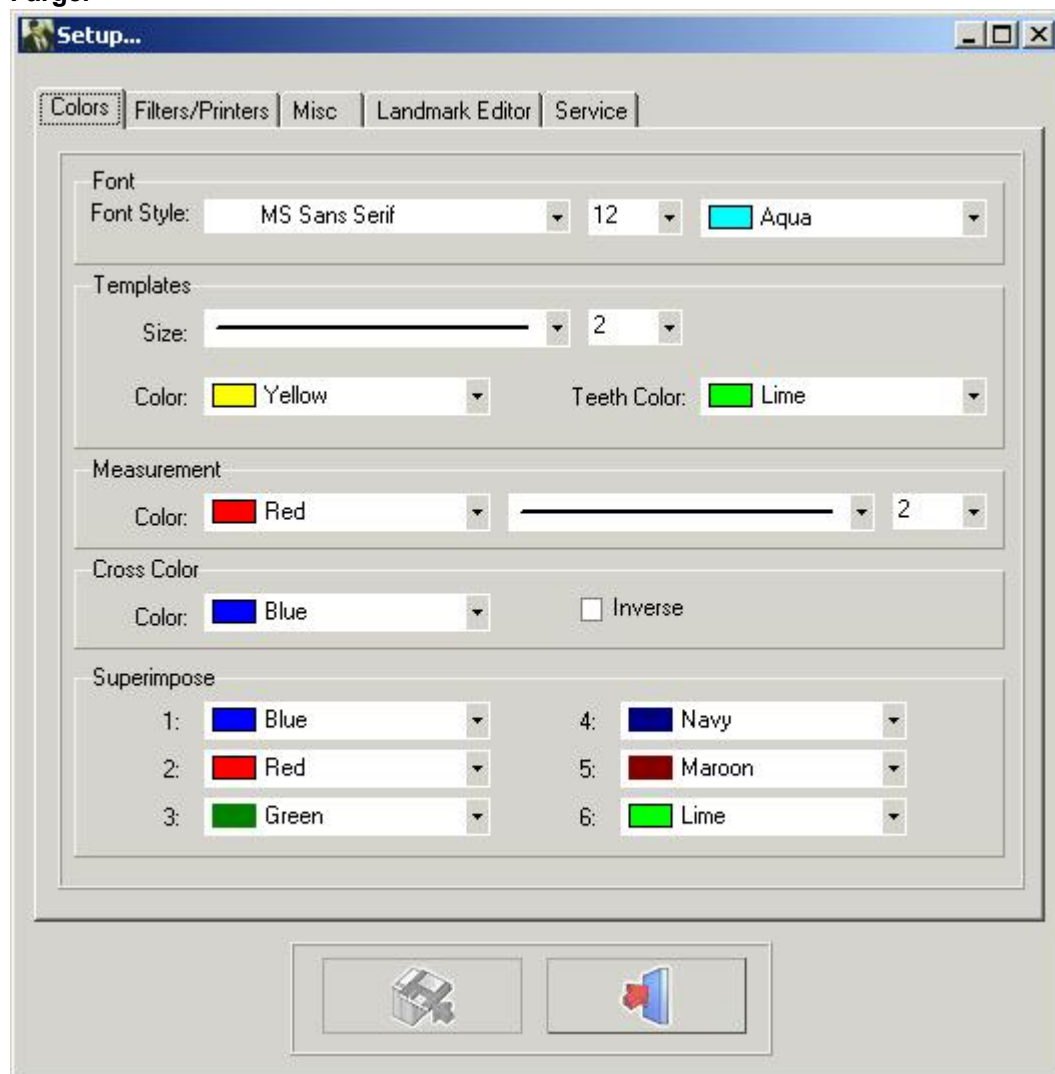 Setup...
Colors Filters/Printers Misc Landmark Editor Service
Font
Font Style: MS Sans Serif 12 Aqua
Templates
Size: 2
Color: Yellow Teeth Color: Lime
Measurement
Color: Red 2
Cross Color
Color: Blue Inverse
Superimpose
1: Blue 4: Navy
2: Red 5: Maroon
3: Green 6: Lime